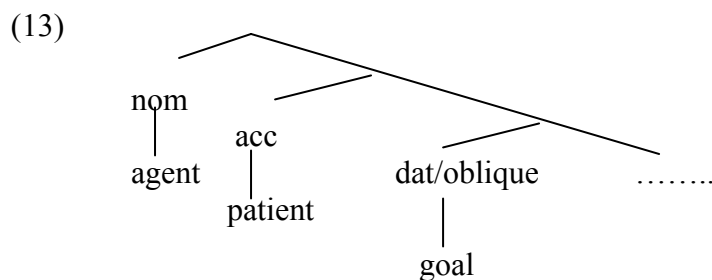 (13)
nom
acc
agent
dat/oblique ……..
patient
goal